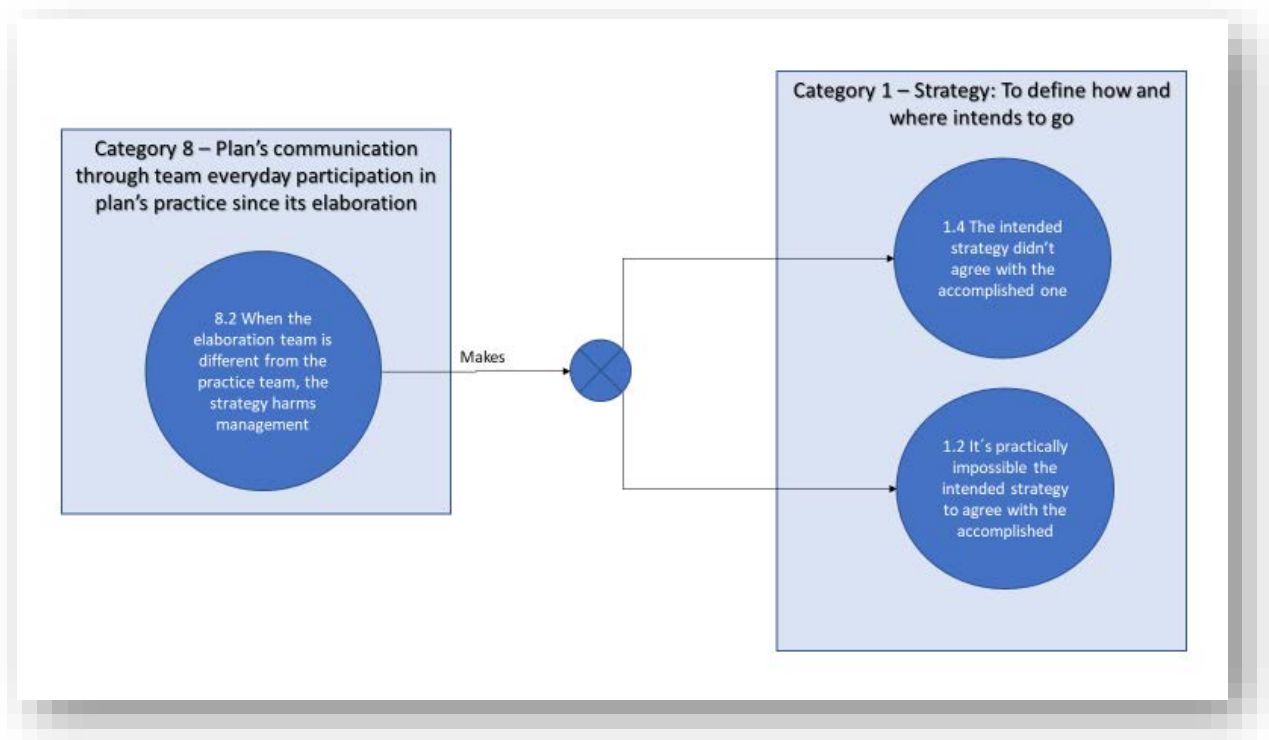 Category 8 – Plan's communication
through team everyday participation in
plan's practice since its elaboration
8.2 When the
elaboration team is
different from the
practice team, the
strategy harms
management
Makes
Category 1 – Strategy: To define how and
where intends to go
1.4 The intended
strategy didn't
agree with the
accomplished one
1.2 It´s practically
impossible the
intended strategy
to agree with the
accomplished